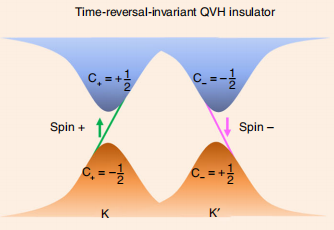 Time-reversal-invariant QVH insulator
C₊ = +1/2
C₋ = −1/2
Spin +
Spin −
C₊ = −1/2
C₋ = +1/2
K
K′